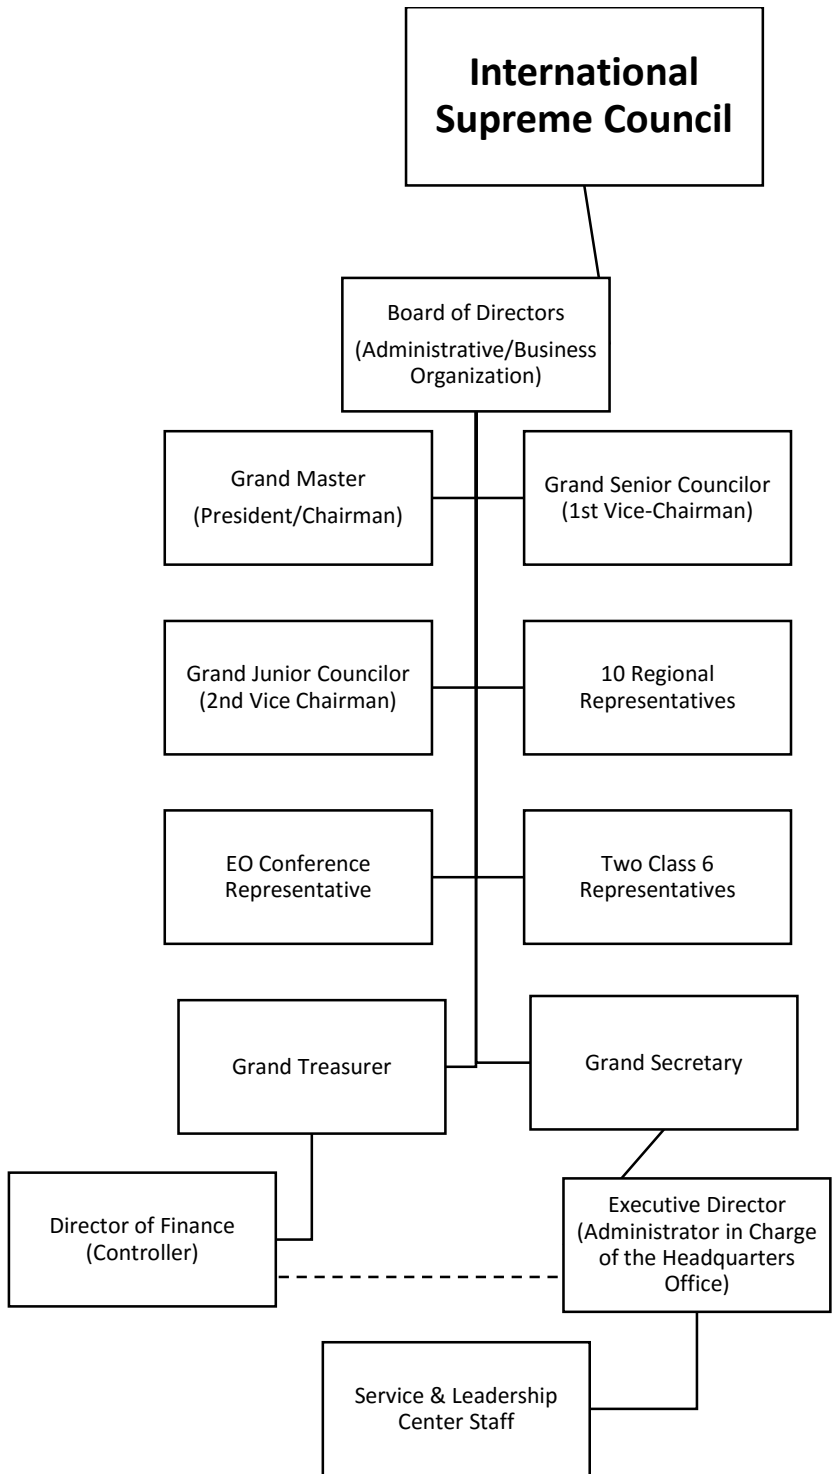 International
Supreme Council
Board of Directors
(Administrative/Business
Organization)
Grand Master
(President/Chairman)
Grand Senior Councilor
(1st Vice-Chairman)
Grand Junior Councilor
(2nd Vice Chairman)
10 Regional
Representatives
EO Conference
Representative
Two Class 6
Representatives
Grand Treasurer
Grand Secretary
Director of Finance
(Controller)
Executive Director
(Administrator in Charge
of the Headquarters
Office)
Service & Leadership
Center Staff